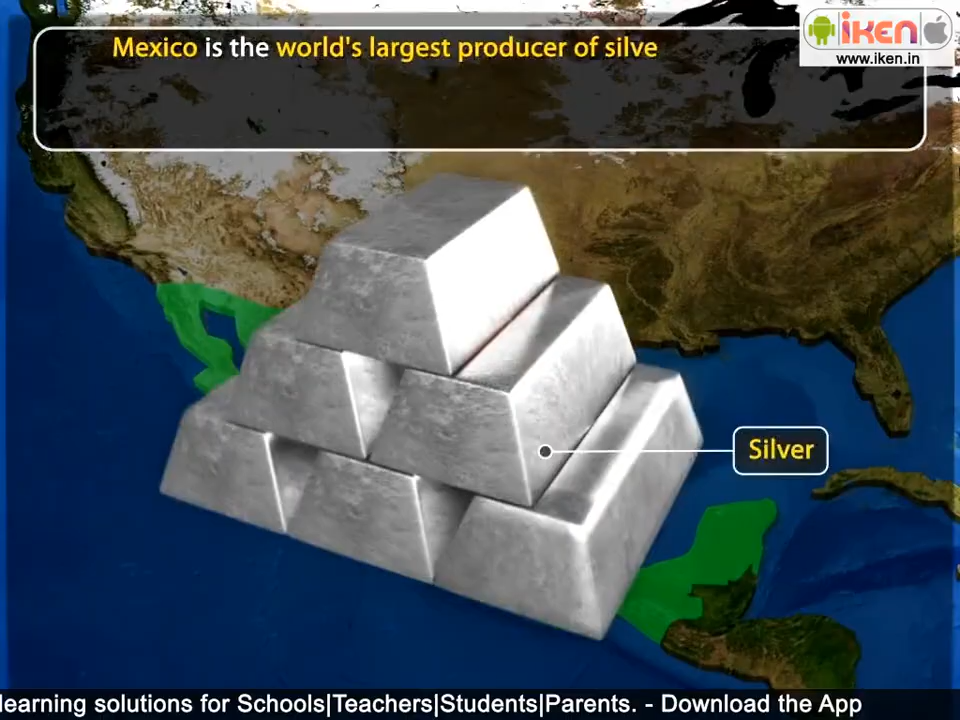 Mexico is the world's largest producer of silve
iken
www.iken.in
Silver
learning solutions for Schools|Teachers|Students|Parents. - Download the App